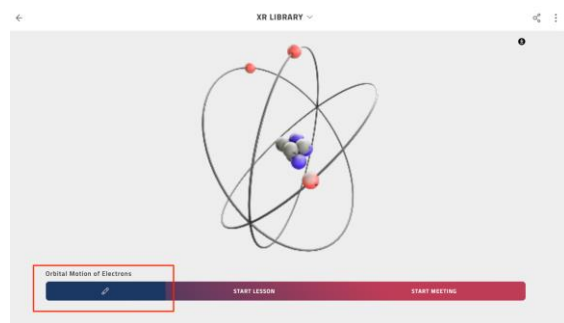 XR LIBRARY
Orbital Motion of Electrons
START LESSON
START MEETING